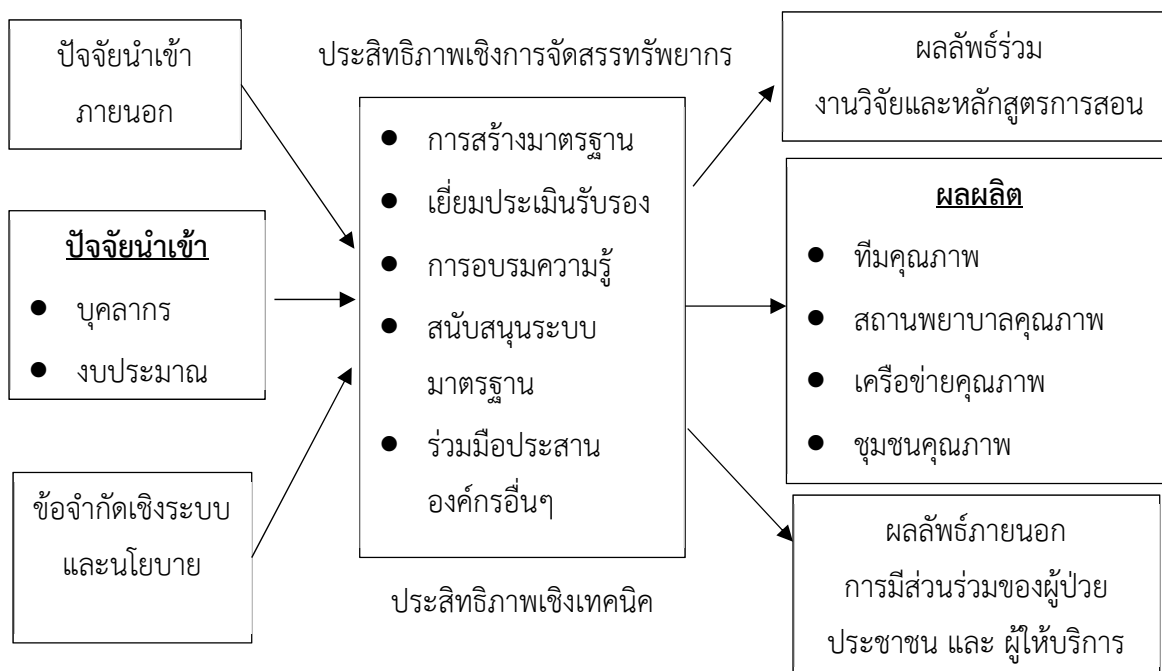 ปัจจัยนำเข้า
ภายนอก
ปัจจัยนำเข้า
● บุคลากร
● งบประมาณ
ข้อจำกัดเชิงระบบ
และนโยบาย
ประสิทธิภาพเชิงการจัดสรรทรัพยากร
● การสร้างมาตรฐาน
● เยี่ยมประเมินรับรอง
● การอบรมความรู้
● สนับสนุนระบบ
มาตรฐาน
● ร่วมมือประสาน
องค์กรอื่นๆ
ประสิทธิภาพเชิงเทคนิค
ผลลัพธ์ร่วม
งานวิจัยและหลักสูตรการสอน
ผลผลิต
● ทีมคุณภาพ
● สถานพยาบาลคุณภาพ
● เครือข่ายคุณภาพ
● ชุมชนคุณภาพ
ผลลัพธ์ภายนอก
การมีส่วนร่วมของผู้ป่วย
ประชาชน และ ผู้ให้บริการ